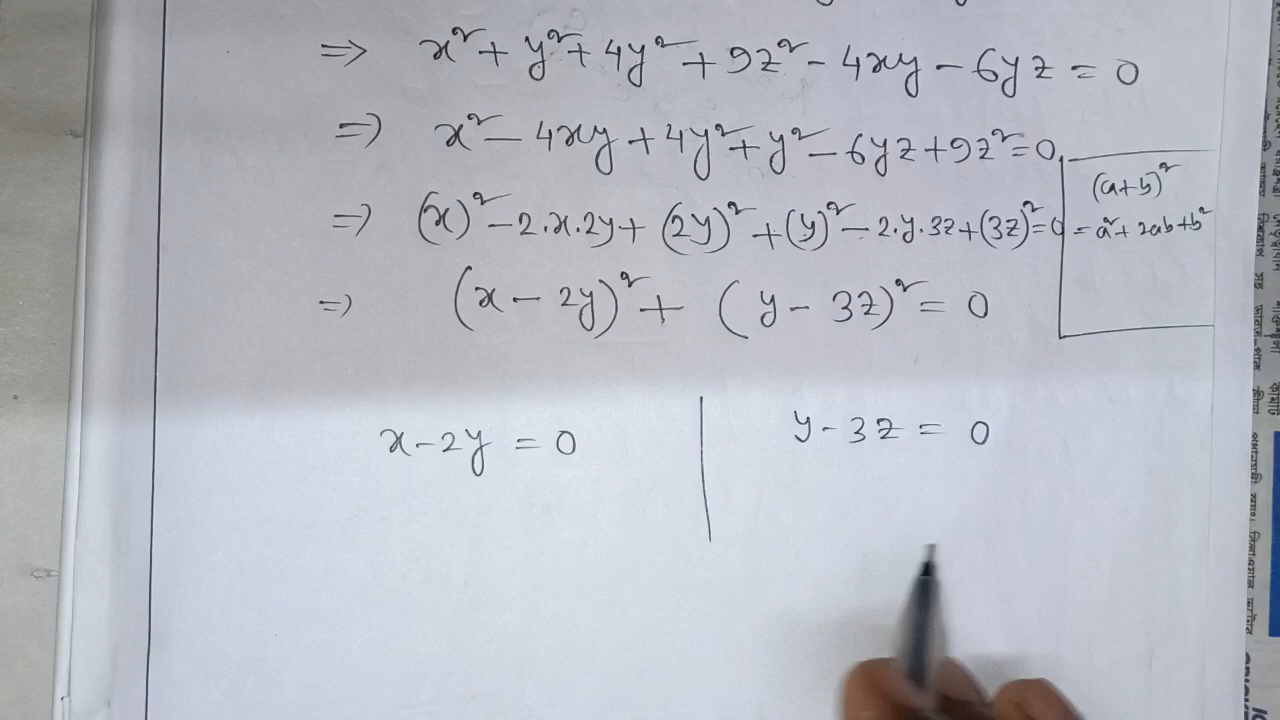 ⇒ x² + y² + 4y² + 9z² - 4xy - 6yz = 0
⇒ x² - 4xy + 4y² + y² - 6yz + 9z² = 0
⇒ (x)² - 2.x.2y + (2y)² + (y)² - 2.y.3z + (3z)² = 0
(a+b)²
= a² + 2ab + b²
⇒ (x - 2y)² + (y - 3z)² = 0
x - 2y = 0
y - 3z = 0